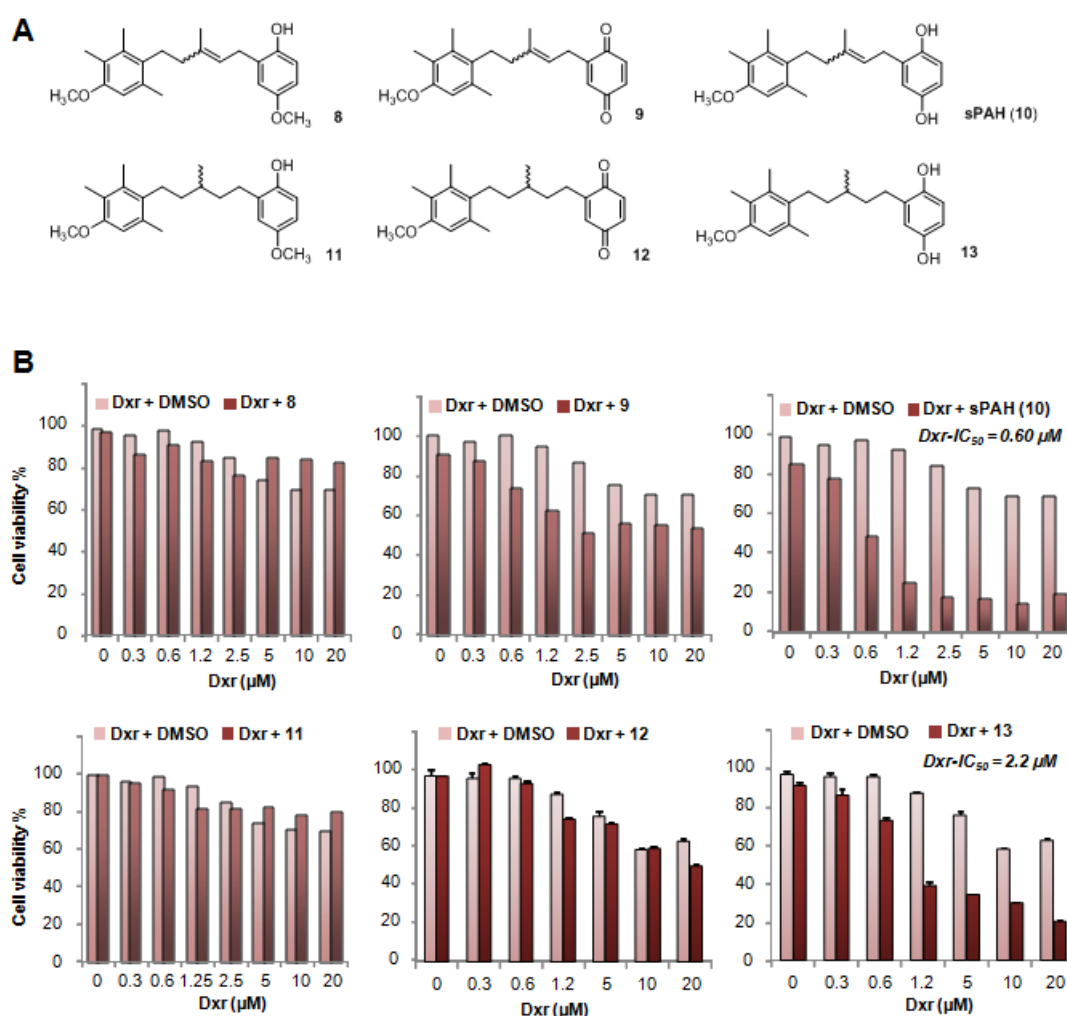 A
OH
H₃CO
OCH₃
8
O
H₃CO
O
9
OH
H₃CO
OH
sPAH (10)
OH
H₃CO
OCH₃
11
O
H₃CO
O
12
OH
H₃CO
OH
13
B
Dxr + DMSO Dxr + 8
Cell viability %
100
80
60
40
20
0
0 0.3 0.6 1.2 2.5 5 10 20
Dxr (µM)
Dxr + DMSO Dxr + 9
100
80
60
40
20
0
0 0.3 0.6 1.2 2.5 5 10 20
Dxr (µM)
Dxr + DMSO Dxr + sPAH (10)
Dxr-IC₅₀ = 0.60 µM
100
80
60
40
20
0
0 0.3 0.6 1.2 2.5 5 10 20
Dxr (µM)
Dxr + DMSO Dxr + 11
Cell viability %
100
80
60
40
20
0
0 0.3 0.6 1.25 2.5 5 10 20
Dxr (µM)
Dxr + DMSO Dxr + 12
100
80
60
40
20
0
0 0.3 0.6 1.2 5 10 20
Dxr (µM)
Dxr + DMSO Dxr + 13
Dxr-IC₅₀ = 2.2 µM
100
80
60
40
20
0
0 0.3 0.6 1.2 5 10 20
Dxr (µM)